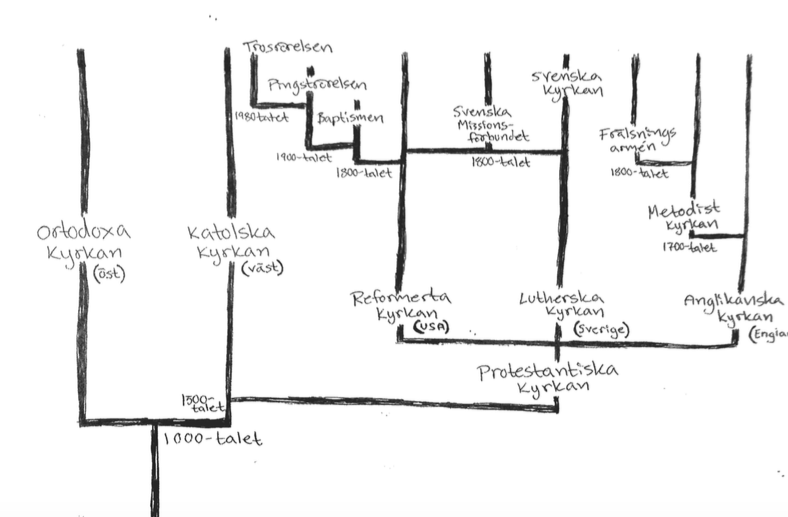 Trosrörelsen
Pingströrelsen
1980-talet
Baptismen
1900-talet
1800-talet
Svenska
Missions-
förbundet
1800-talet
Svenska
Kyrkan
Frälsnings
armén
1800-talet
Metodist
Kyrkan
1700-talet
Ortodoxa
Kyrkan
(öst)
Katolska
Kyrkan
(väst)
Reformerta
Kyrkan
(USA)
Lutherska
Kyrkan
(Sverige)
Anglikanska
Kyrkan
(Engla
Protestantiska
Kyrkan
1500-
talet
1000-talet